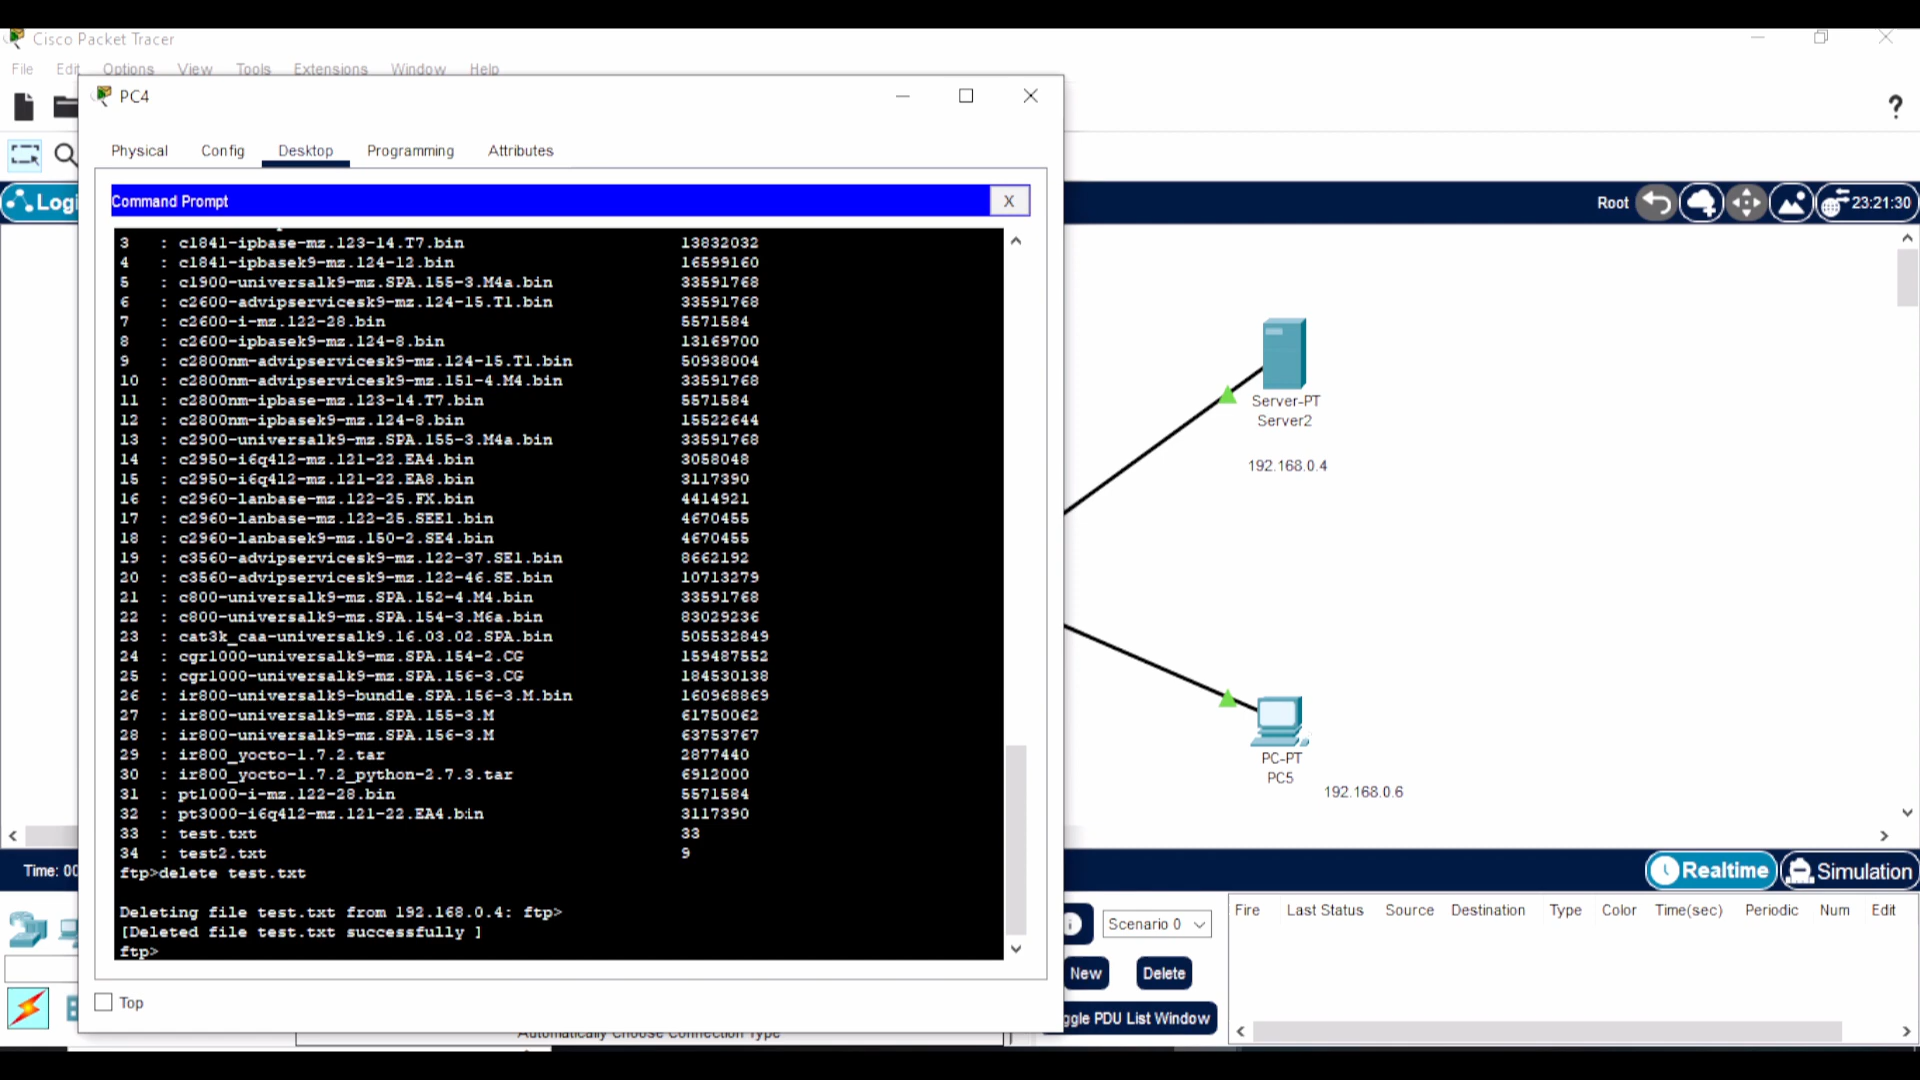 Cisco Packet Tracer
File Edit Options View Tools Extensions Window Help
PC4
Physical Config Desktop Programming Attributes
Command Prompt X
3 : c1841-ipbase-mz.123-14.T7.bin 13832032
4 : c1841-ipbasek9-mz.124-12.bin 16599160
5 : c1900-universalk9-mz.SPA.155-3.M4a.bin 33591768
6 : c2600-advipservicesk9-mz.124-15.T1.bin 33591768
7 : c2600-i-mz.122-28.bin 5571584
8 : c2600-ipbasek9-mz.124-8.bin 13169700
9 : c2800nm-advipservicesk9-mz.124-15.T1.bin 50938004
10 : c2800nm-advipservicesk9-mz.151-4.M4.bin 33591768
11 : c2800nm-ipbase-mz.123-14.T7.bin 5571584
12 : c2800nm-ipbasek9-mz.124-8.bin 15522644
13 : c2900-universalk9-mz.SPA.155-3.M4a.bin 33591768
14 : c2950-i6q4l2-mz.121-22.EA4.bin 3058048
15 : c2950-i6q4l2-mz.121-22.EA8.bin 3117390
16 : c2960-lanbase-mz.122-25.FX.bin 4414921
17 : c2960-lanbase-mz.122-25.SEE1.bin 4670455
18 : c2960-lanbasek9-mz.150-2.SE4.bin 4670455
19 : c3560-advipservicesk9-mz.122-37.SE1.bin 8662192
20 : c3560-advipservicesk9-mz.122-46.SE.bin 10713279
21 : c800-universalk9-mz.SPA.152-4.M4.bin 33591768
22 : c800-universalk9-mz.SPA.154-3.M6a.bin 83029236
23 : cat3k_caa-universalk9.16.03.02.SPA.bin 505532849
24 : cgr1000-universalk9-mz.SPA.154-2.CG 159487552
25 : cgr1000-universalk9-mz.SPA.156-3.CG 184530138
26 : ir800-universalk9-bundle.SPA.156-3.M.bin 160968869
27 : ir800-universalk9-mz.SPA.155-3.M 61750062
28 : ir800-universalk9-mz.SPA.156-3.M 63753767
29 : ir800_yocto-1.7.2.tar 2877440
30 : ir800_yocto-1.7.2_python-2.7.3.tar 6912000
31 : pt1000-i-mz.122-28.bin 5571584
32 : pt3000-i6q4l2-mz.121-22.EA4.bin 3117390
33 : test.txt 33
34 : test2.txt 9
ftp>delete test.txt
Deleting file test.txt from 192.168.0.4: ftp>
[Deleted file test.txt successfully ]
ftp>
Top
Logi
Root 23:21:30
Server-PT
Server2
192.168.0.4
PC-PT
PC5
192.168.0.6
Time: 00
Realtime Simulation
Scenario 0
New Delete
ggle PDU List Window
Fire Last Status Source Destination Type Color Time(sec) Periodic Num Edit
Automatically Choose Connection Type